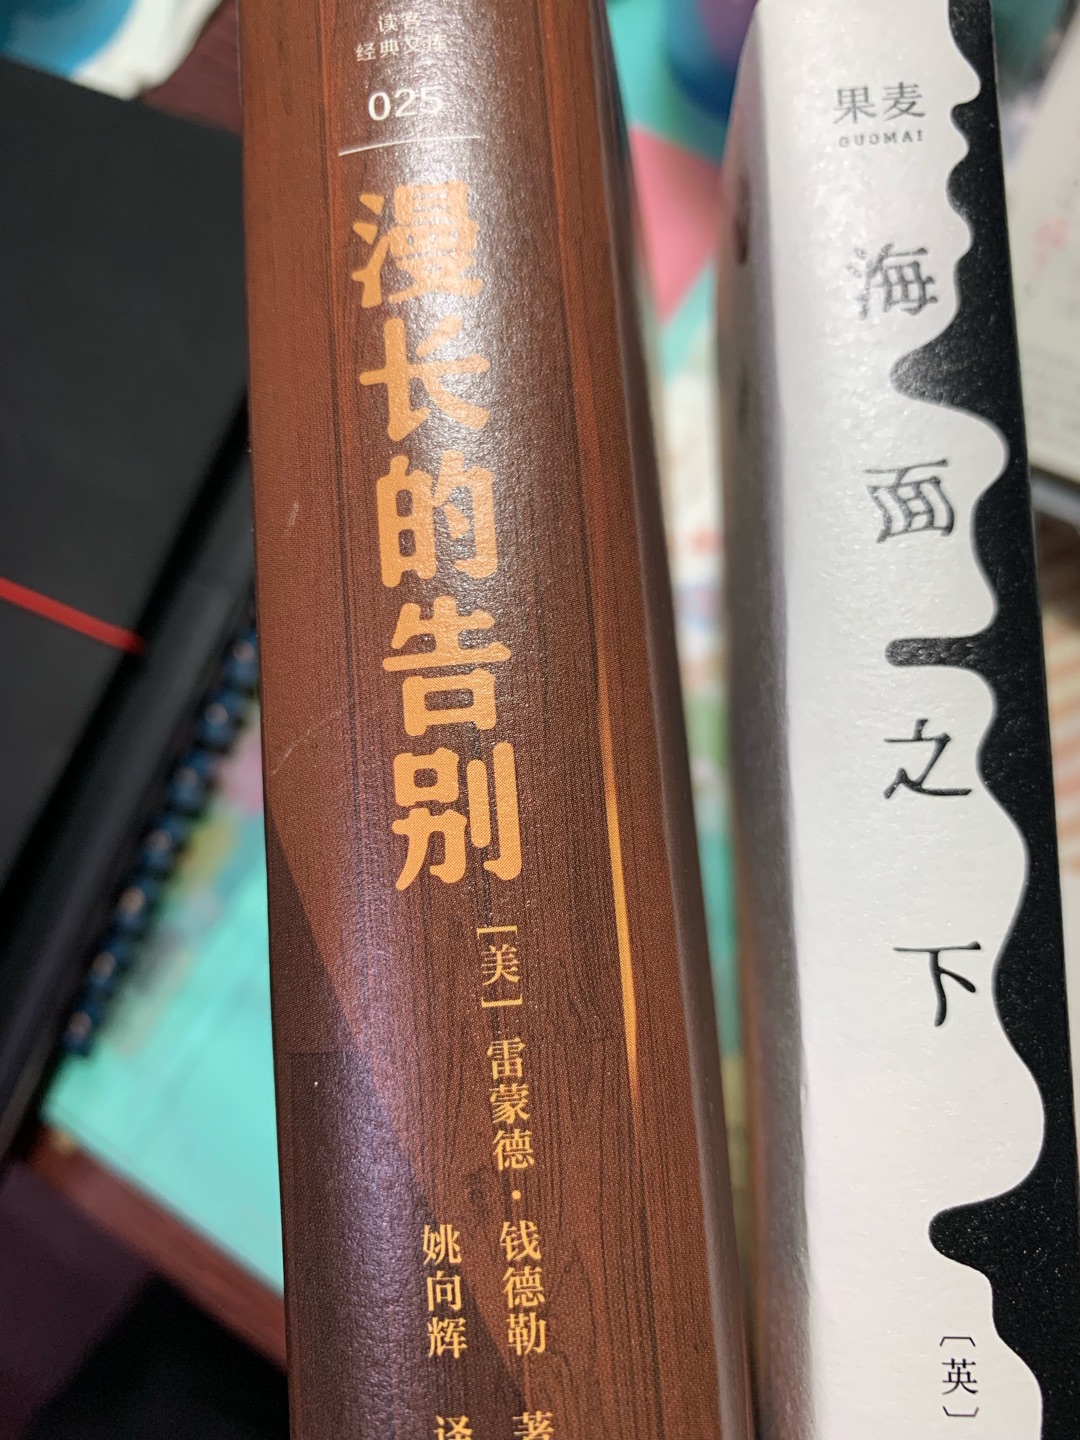 读客
经典文库
025
漫长的告别
[美] 雷蒙德·钱德勒 著
姚向辉 译
果麦
GUOMAI
海面之下
〔英〕